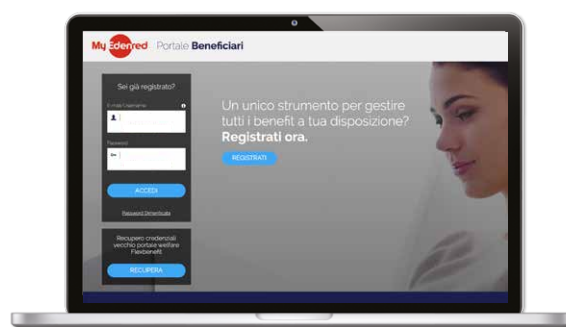 My Edenred Portale Beneficiari
Sei già registrato?
E-mail/Username
Password
ACCEDI
Password Dimenticata
Recupero credenziali
vecchio portale welfare
Flexbenefit
RECUPERA
Un unico strumento per gestire
tutti i benefit a tua disposizione?
Registrati ora.
REGISTRATI